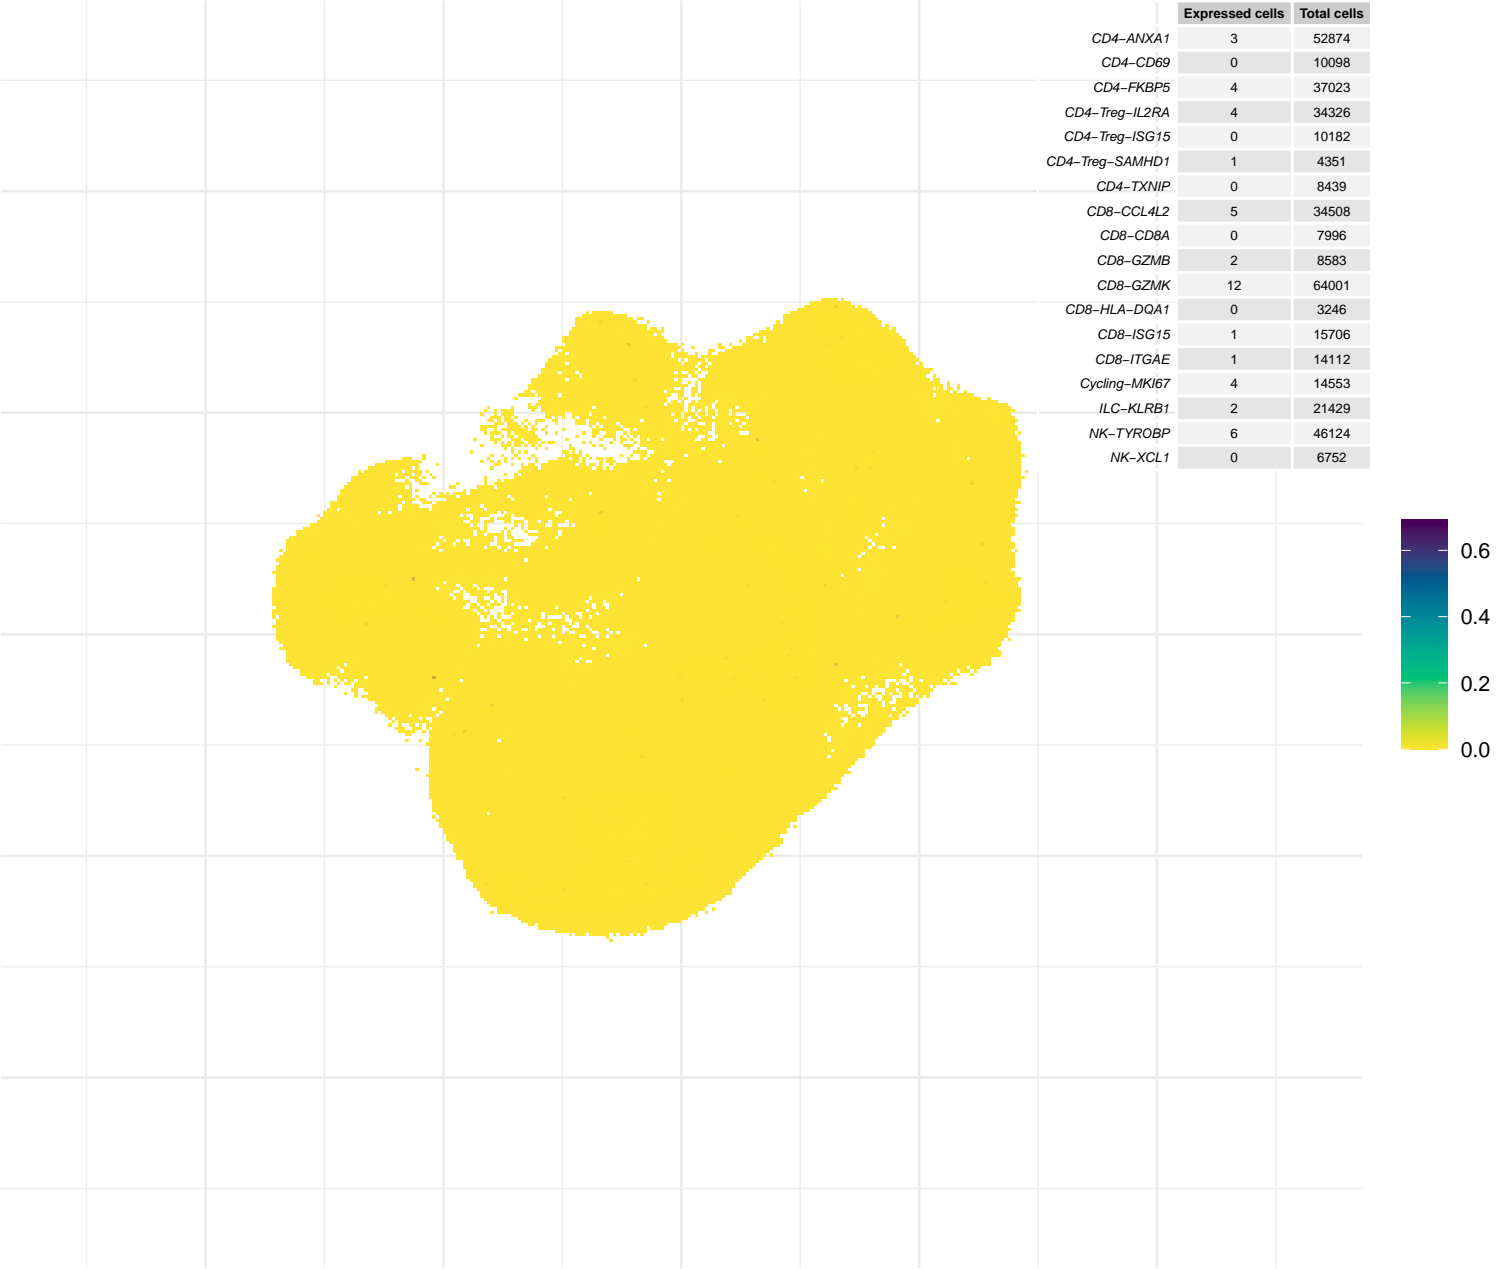 Expressed cells Total cells
CD4−ANXA1 3 52874
CD4−CD69 0 10098
CD4−FKBP5 4 37023
CD4−Treg−IL2RA 4 34326
CD4−Treg−ISG15 0 10182
CD4−Treg−SAMHD1 1 4351
CD4−TXNIP 0 8439
CD8−CCL4L2 5 34508
CD8−CD8A 0 7996
CD8−GZMB 2 8583
CD8−GZMK 12 64001
CD8−HLA−DQA1 0 3246
CD8−ISG15 1 15706
CD8−ITGAE 1 14112
Cycling−MKI67 4 14553
ILC−KLRB1 2 21429
NK−TYROBP 6 46124
NK−XCL1 0 6752
0.6
0.4
0.2
0.0